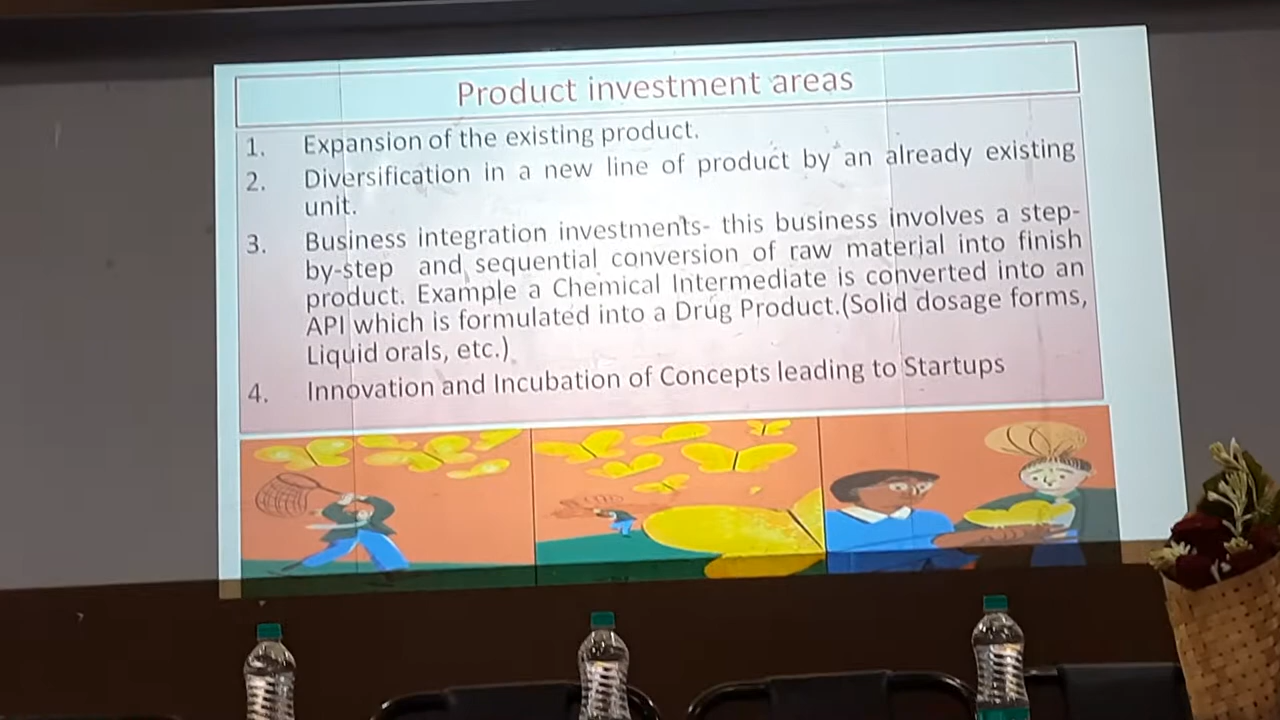 Product investment areas
1. Expansion of the existing product.
2. Diversification in a new line of product by an already existing
unit.
3. Business integration investments- this business involves a step-
by-step and sequential conversion of raw material into finish
product. Example a Chemical Intermediate is converted into an
API which is formulated into a Drug Product.(Solid dosage forms,
Liquid orals, etc.)
4. Innovation and Incubation of Concepts leading to Startups